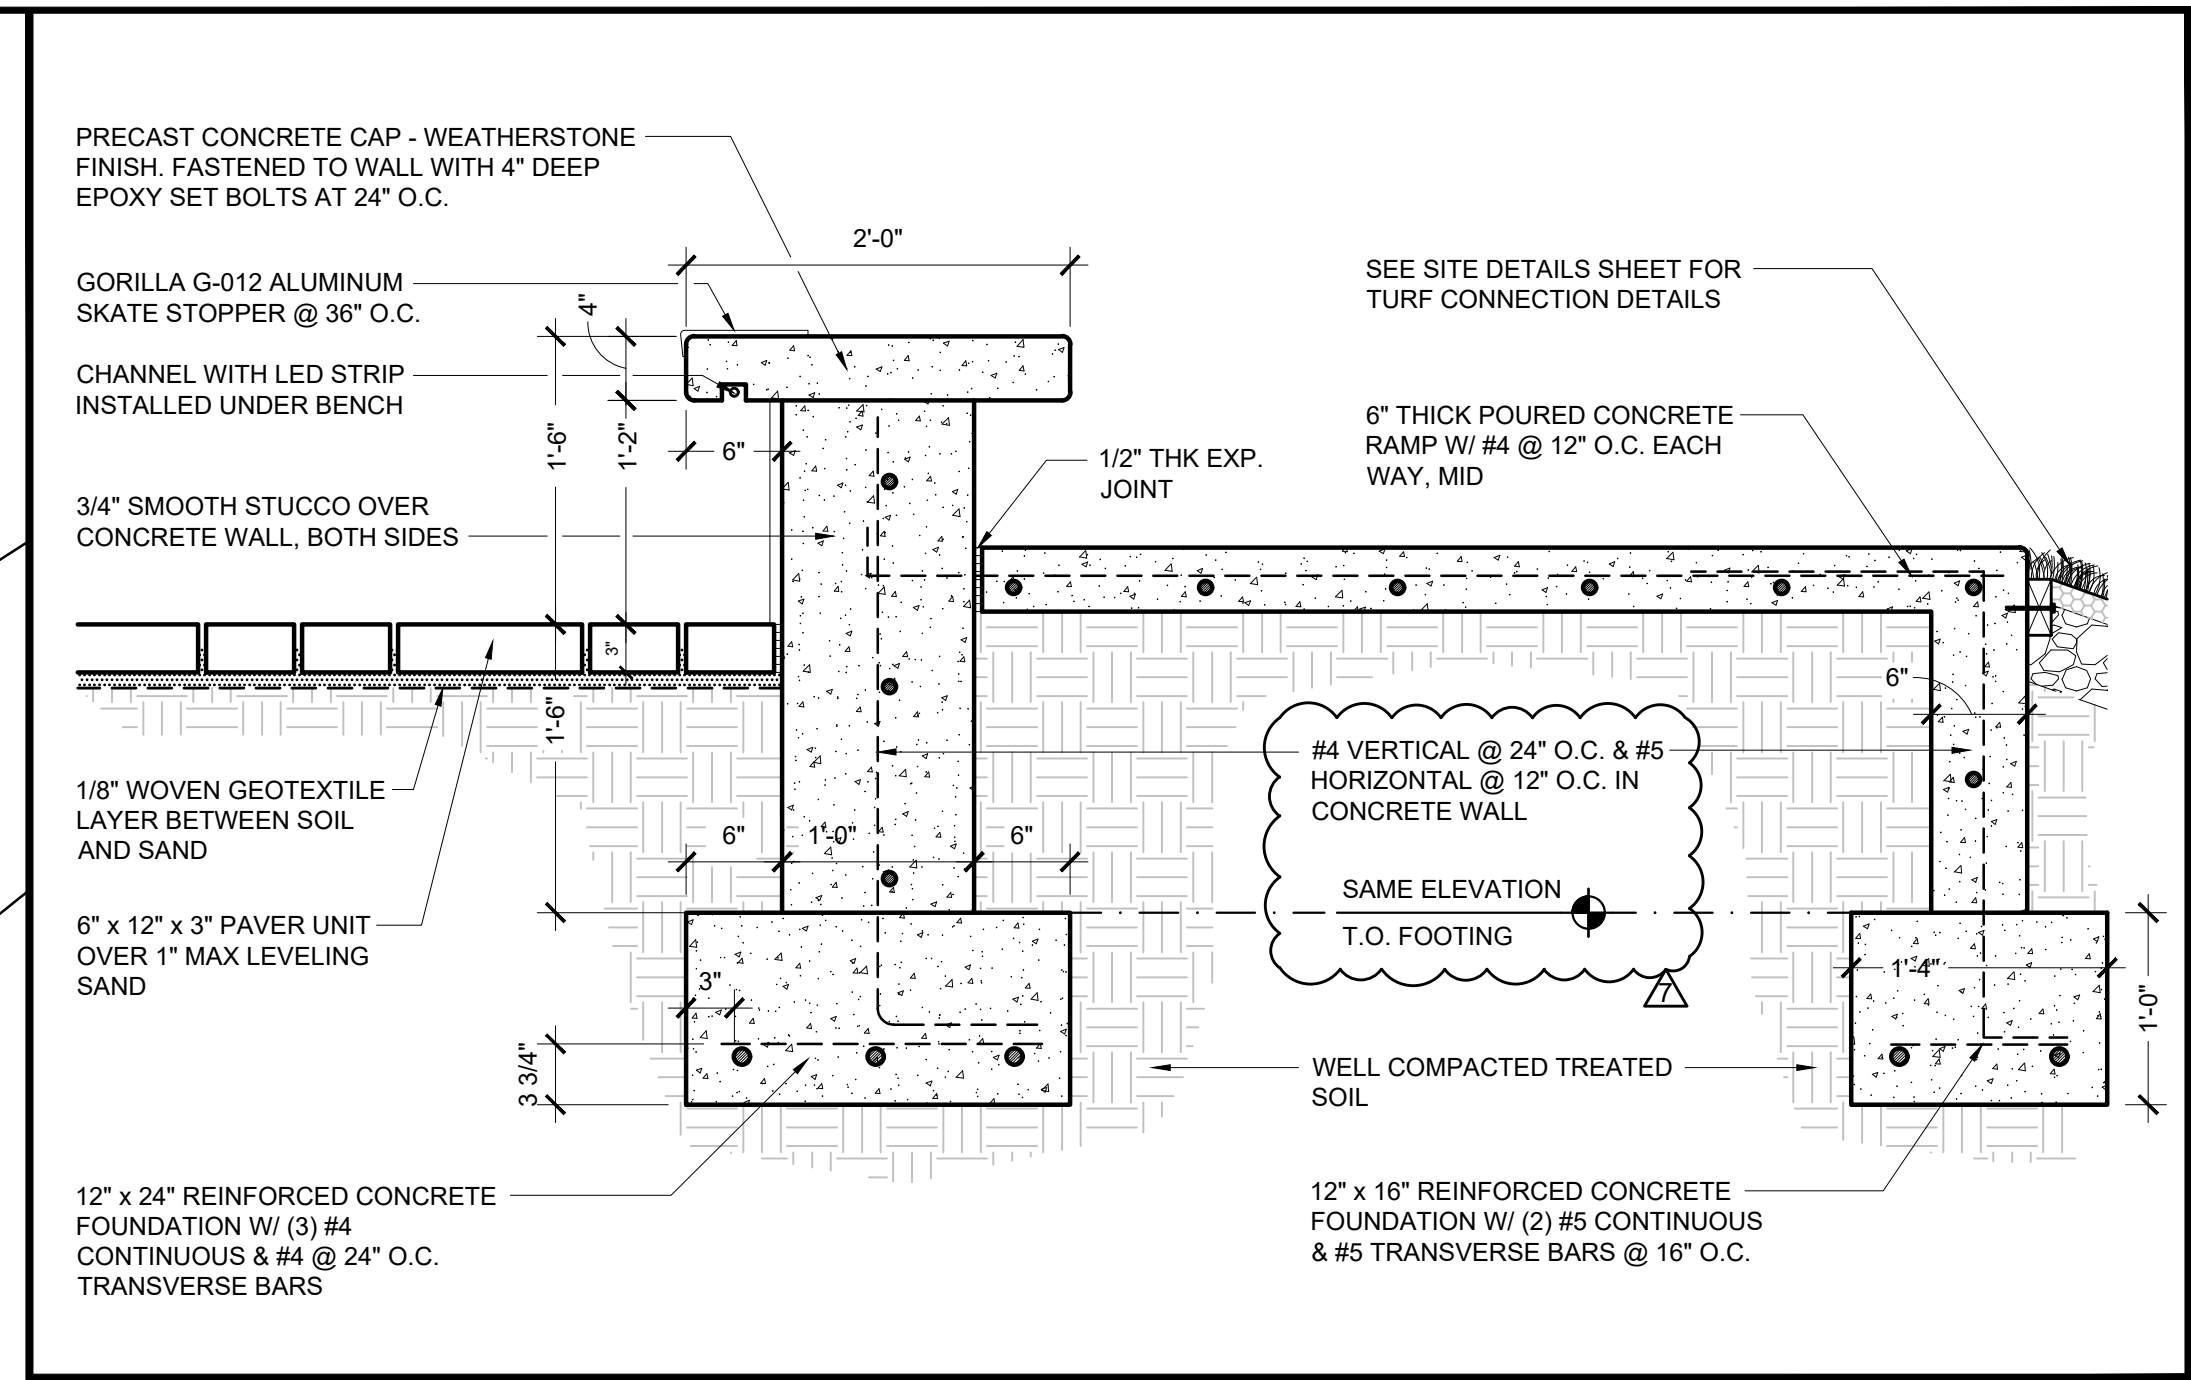 PRECAST CONCRETE CAP - WEATHERSTONE
FINISH. FASTENED TO WALL WITH 4" DEEP
EPOXY SET BOLTS AT 24" O.C.
2'-0"
GORILLA G-012 ALUMINUM
SKATE STOPPER @ 36" O.C.
4"
CHANNEL WITH LED STRIP
INSTALLED UNDER BENCH
1'-6"
1'-2"
6"
3/4" SMOOTH STUCCO OVER
CONCRETE WALL, BOTH SIDES
1/2" THK EXP.
JOINT
SEE SITE DETAILS SHEET FOR
TURF CONNECTION DETAILS
6" THICK POURED CONCRETE
RAMP W/ #4 @ 12" O.C. EACH
WAY, MID
3"
1'-6"
6"
1/8" WOVEN GEOTEXTILE
LAYER BETWEEN SOIL
AND SAND
6" x 12" x 3" PAVER UNIT
OVER 1" MAX LEVELING
SAND
6"
1'-0"
6"
#4 VERTICAL @ 24" O.C. & #5
HORIZONTAL @ 12" O.C. IN
CONCRETE WALL
SAME ELEVATION
T.O. FOOTING
7
3"
3 3/4"
1'-4"
1'-0"
WELL COMPACTED TREATED
SOIL
12" x 24" REINFORCED CONCRETE
FOUNDATION W/ (3) #4
CONTINUOUS & #4 @ 24" O.C.
TRANSVERSE BARS
12" x 16" REINFORCED CONCRETE
FOUNDATION W/ (2) #5 CONTINUOUS
& #5 TRANSVERSE BARS @ 16" O.C.